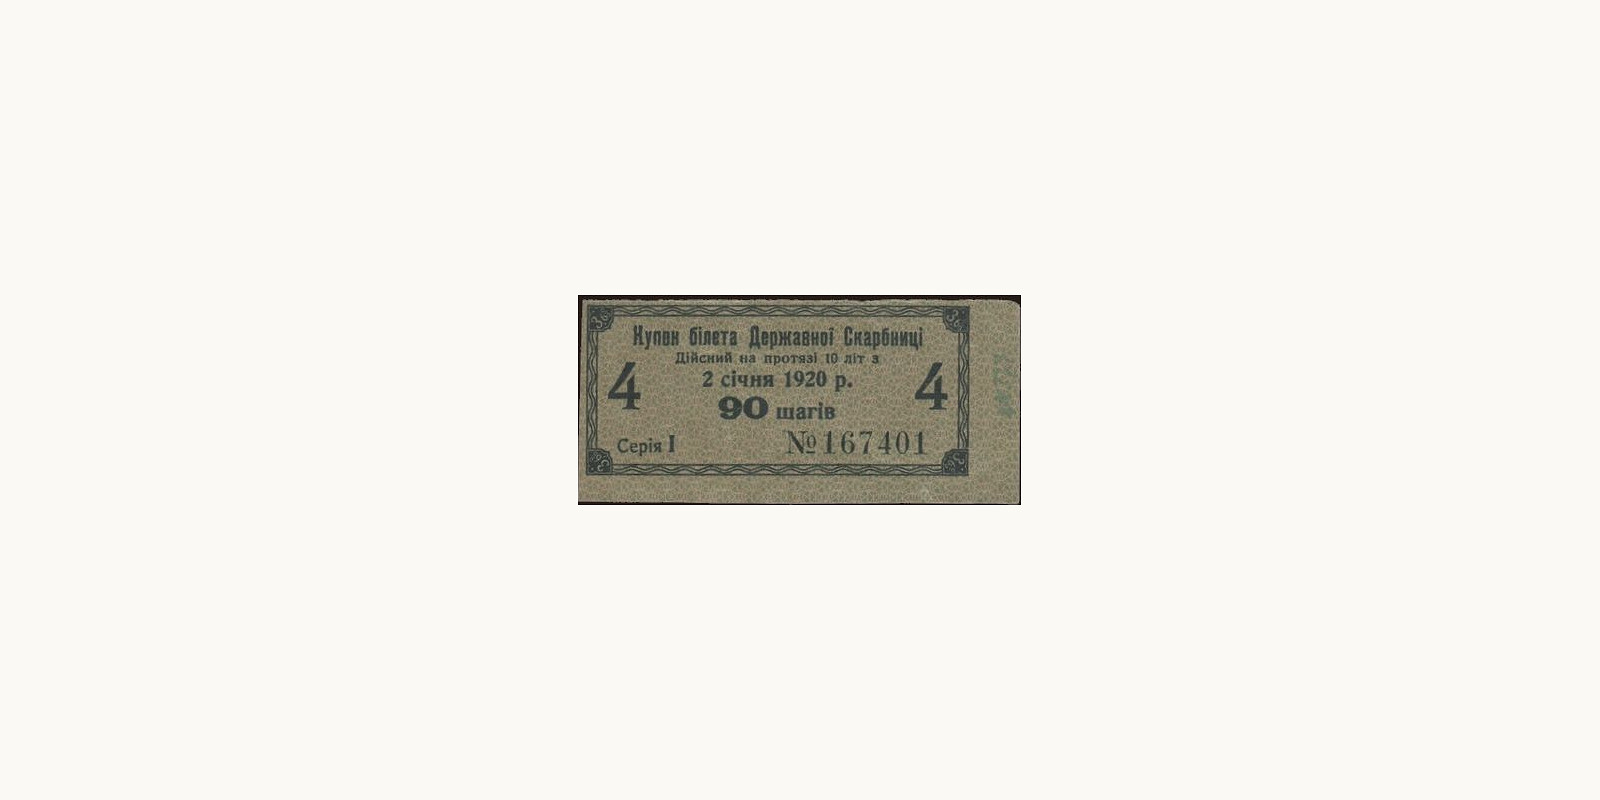 Купон білета Державної Скарбниці
Дійсний на протязі 10 літ з
4 2 січня 1920 р. 4
90 шагів
Серія I №167401